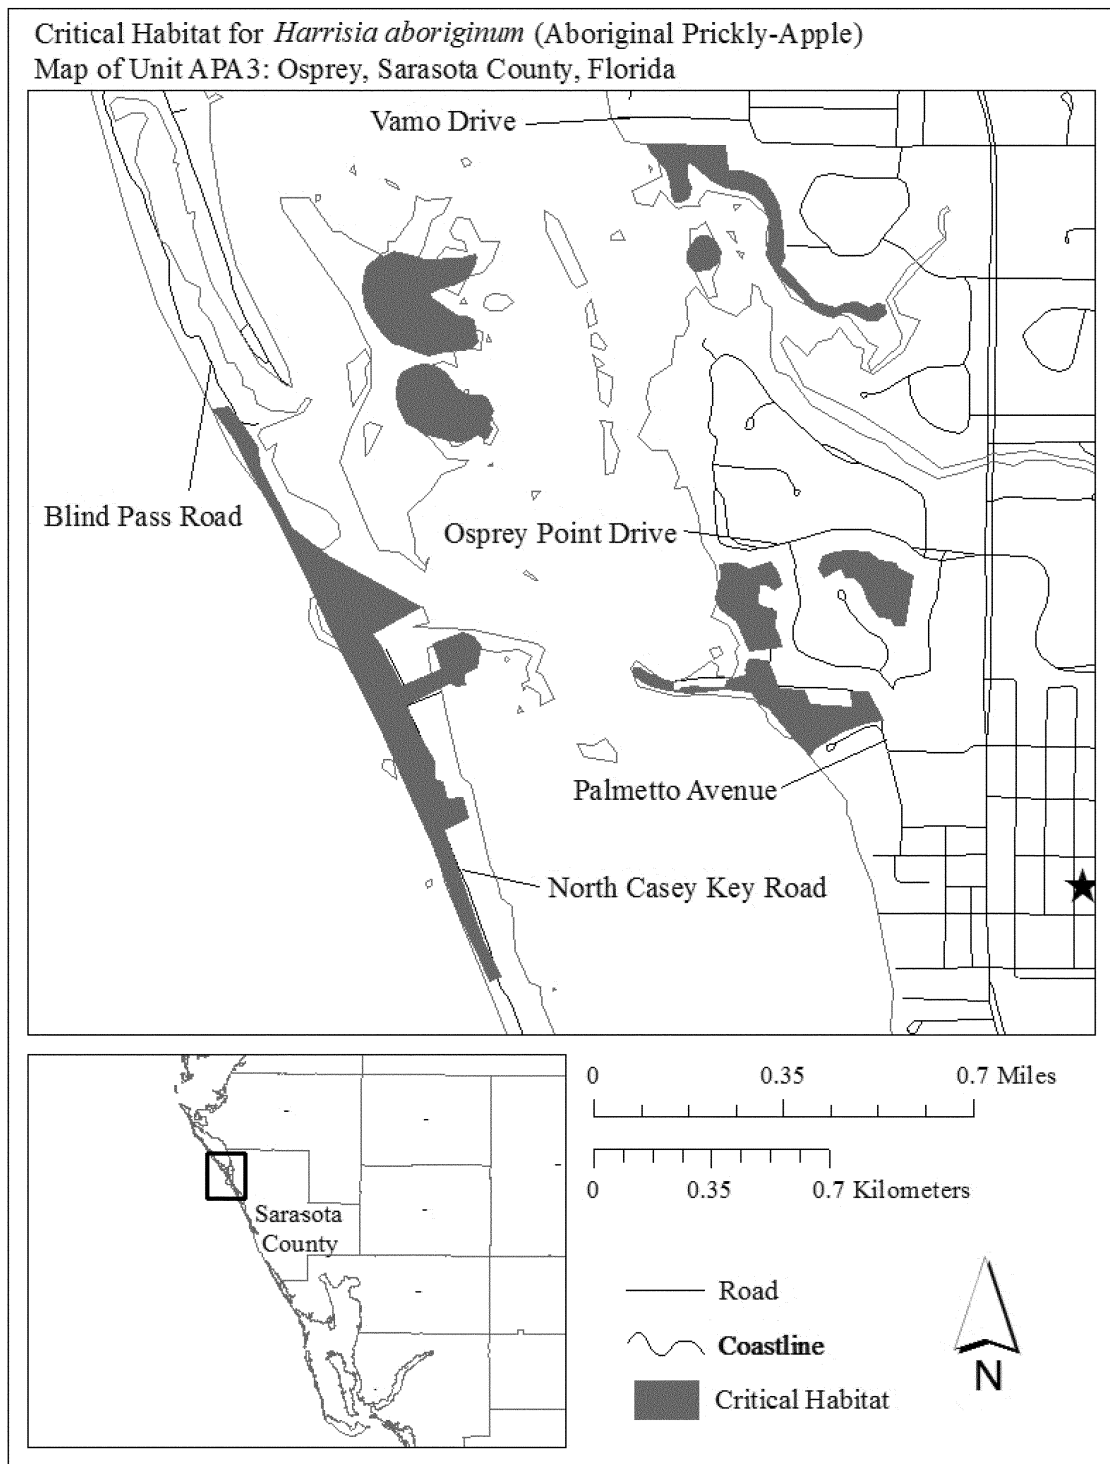 Critical Habitat for Harrisia aboriginum (Aboriginal Prickly-Apple)
Map of Unit APA3: Osprey, Sarasota County, Florida
Vamo Drive
Blind Pass Road
Osprey Point Drive
Palmetto Avenue
North Casey Key Road
Sarasota
County
0 0.35 0.7 Miles
0 0.35 0.7 Kilometers
Road
Coastline
Critical Habitat
N